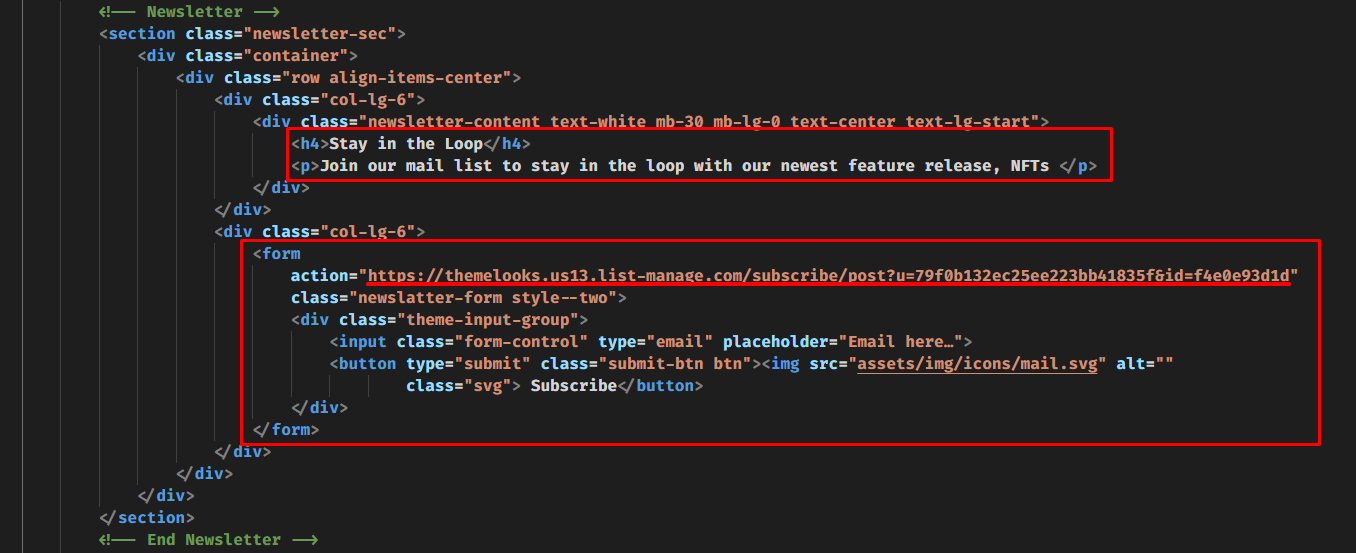 <!-- Newsletter -->
<section class="newsletter-sec">
<div class="container">
<div class="row align-items-center">
<div class="col-lg-6">
<div class="newsletter-content text-white mb-30 mb-lg-0 text-center text-lg-start">
<h4>Stay in the Loop</h4>
<p>Join our mail list to stay in the loop with our newest feature release, NFTs </p>
</div>
</div>
<div class="col-lg-6">
<form
action="https://themelooks.us13.list-manage.com/subscribe/post?u=79f0b132ec25ee223bb41835f&id=f4e0e93d1d"
class="newslatter-form style--two">
<div class="theme-input-group">
<input class="form-control" type="email" placeholder="Email here…">
<button type="submit" class="submit-btn btn"><img src="assets/img/icons/mail.svg" alt=""
class="svg"> Subscribe</button>
</div>
</form>
</div>
</div>
</div>
</section>
<!-- End Newsletter -->